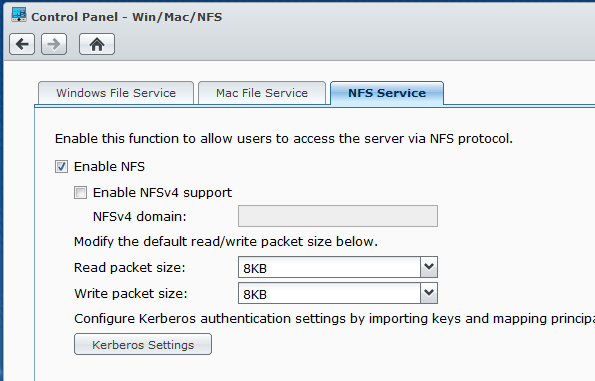 Control Panel - Win/Mac/NFS
Windows File Service Mac File Service NFS Service
Enable this function to allow users to access the server via NFS protocol.
Enable NFS
Enable NFSv4 support
NFSv4 domain:
Modify the default read/write packet size below.
Read packet size: 8KB
Write packet size: 8KB
Configure Kerberos authentication settings by importing keys and mapping principa
Kerberos Settings